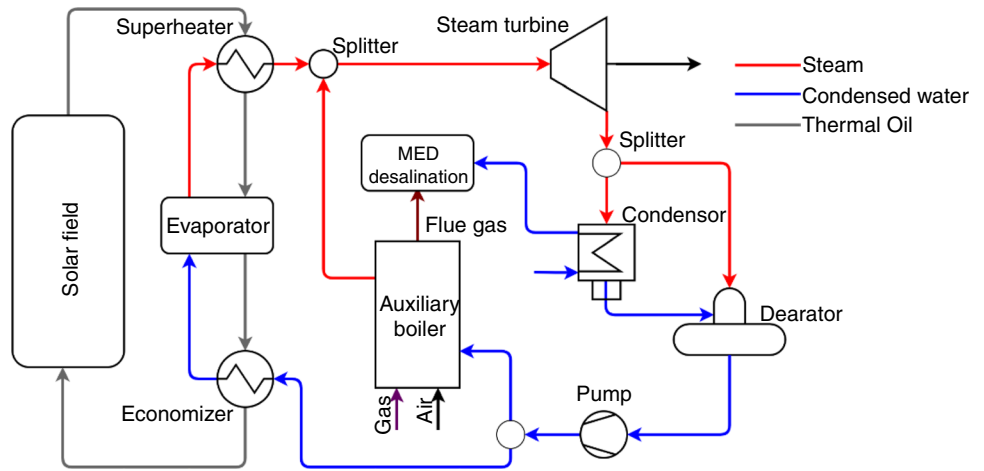 Superheater
Splitter
Steam turbine
Steam
Condensed water
Thermal Oil
Splitter
MED
desalination
Solar field
Evaporator
Flue gas
Condensor
Auxiliary
boiler
Dearator
Economizer
Gas
Air
Pump